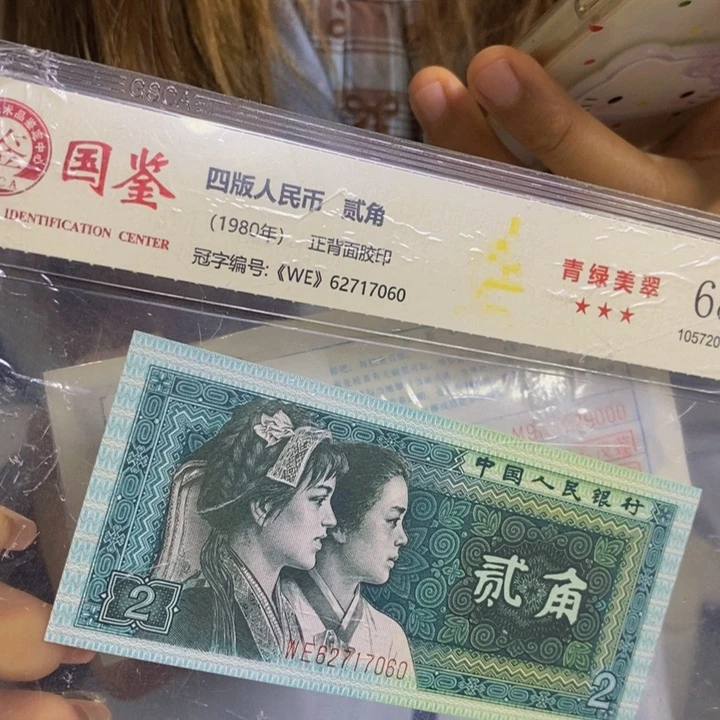 国鉴
IDENTIFICATION CENTER
四版人民币 贰角
(1980年) 正背面胶印
冠字编号:《WE》62717060
青绿美翠
★★★
中国人民银行
贰角
2
WE62717060
2